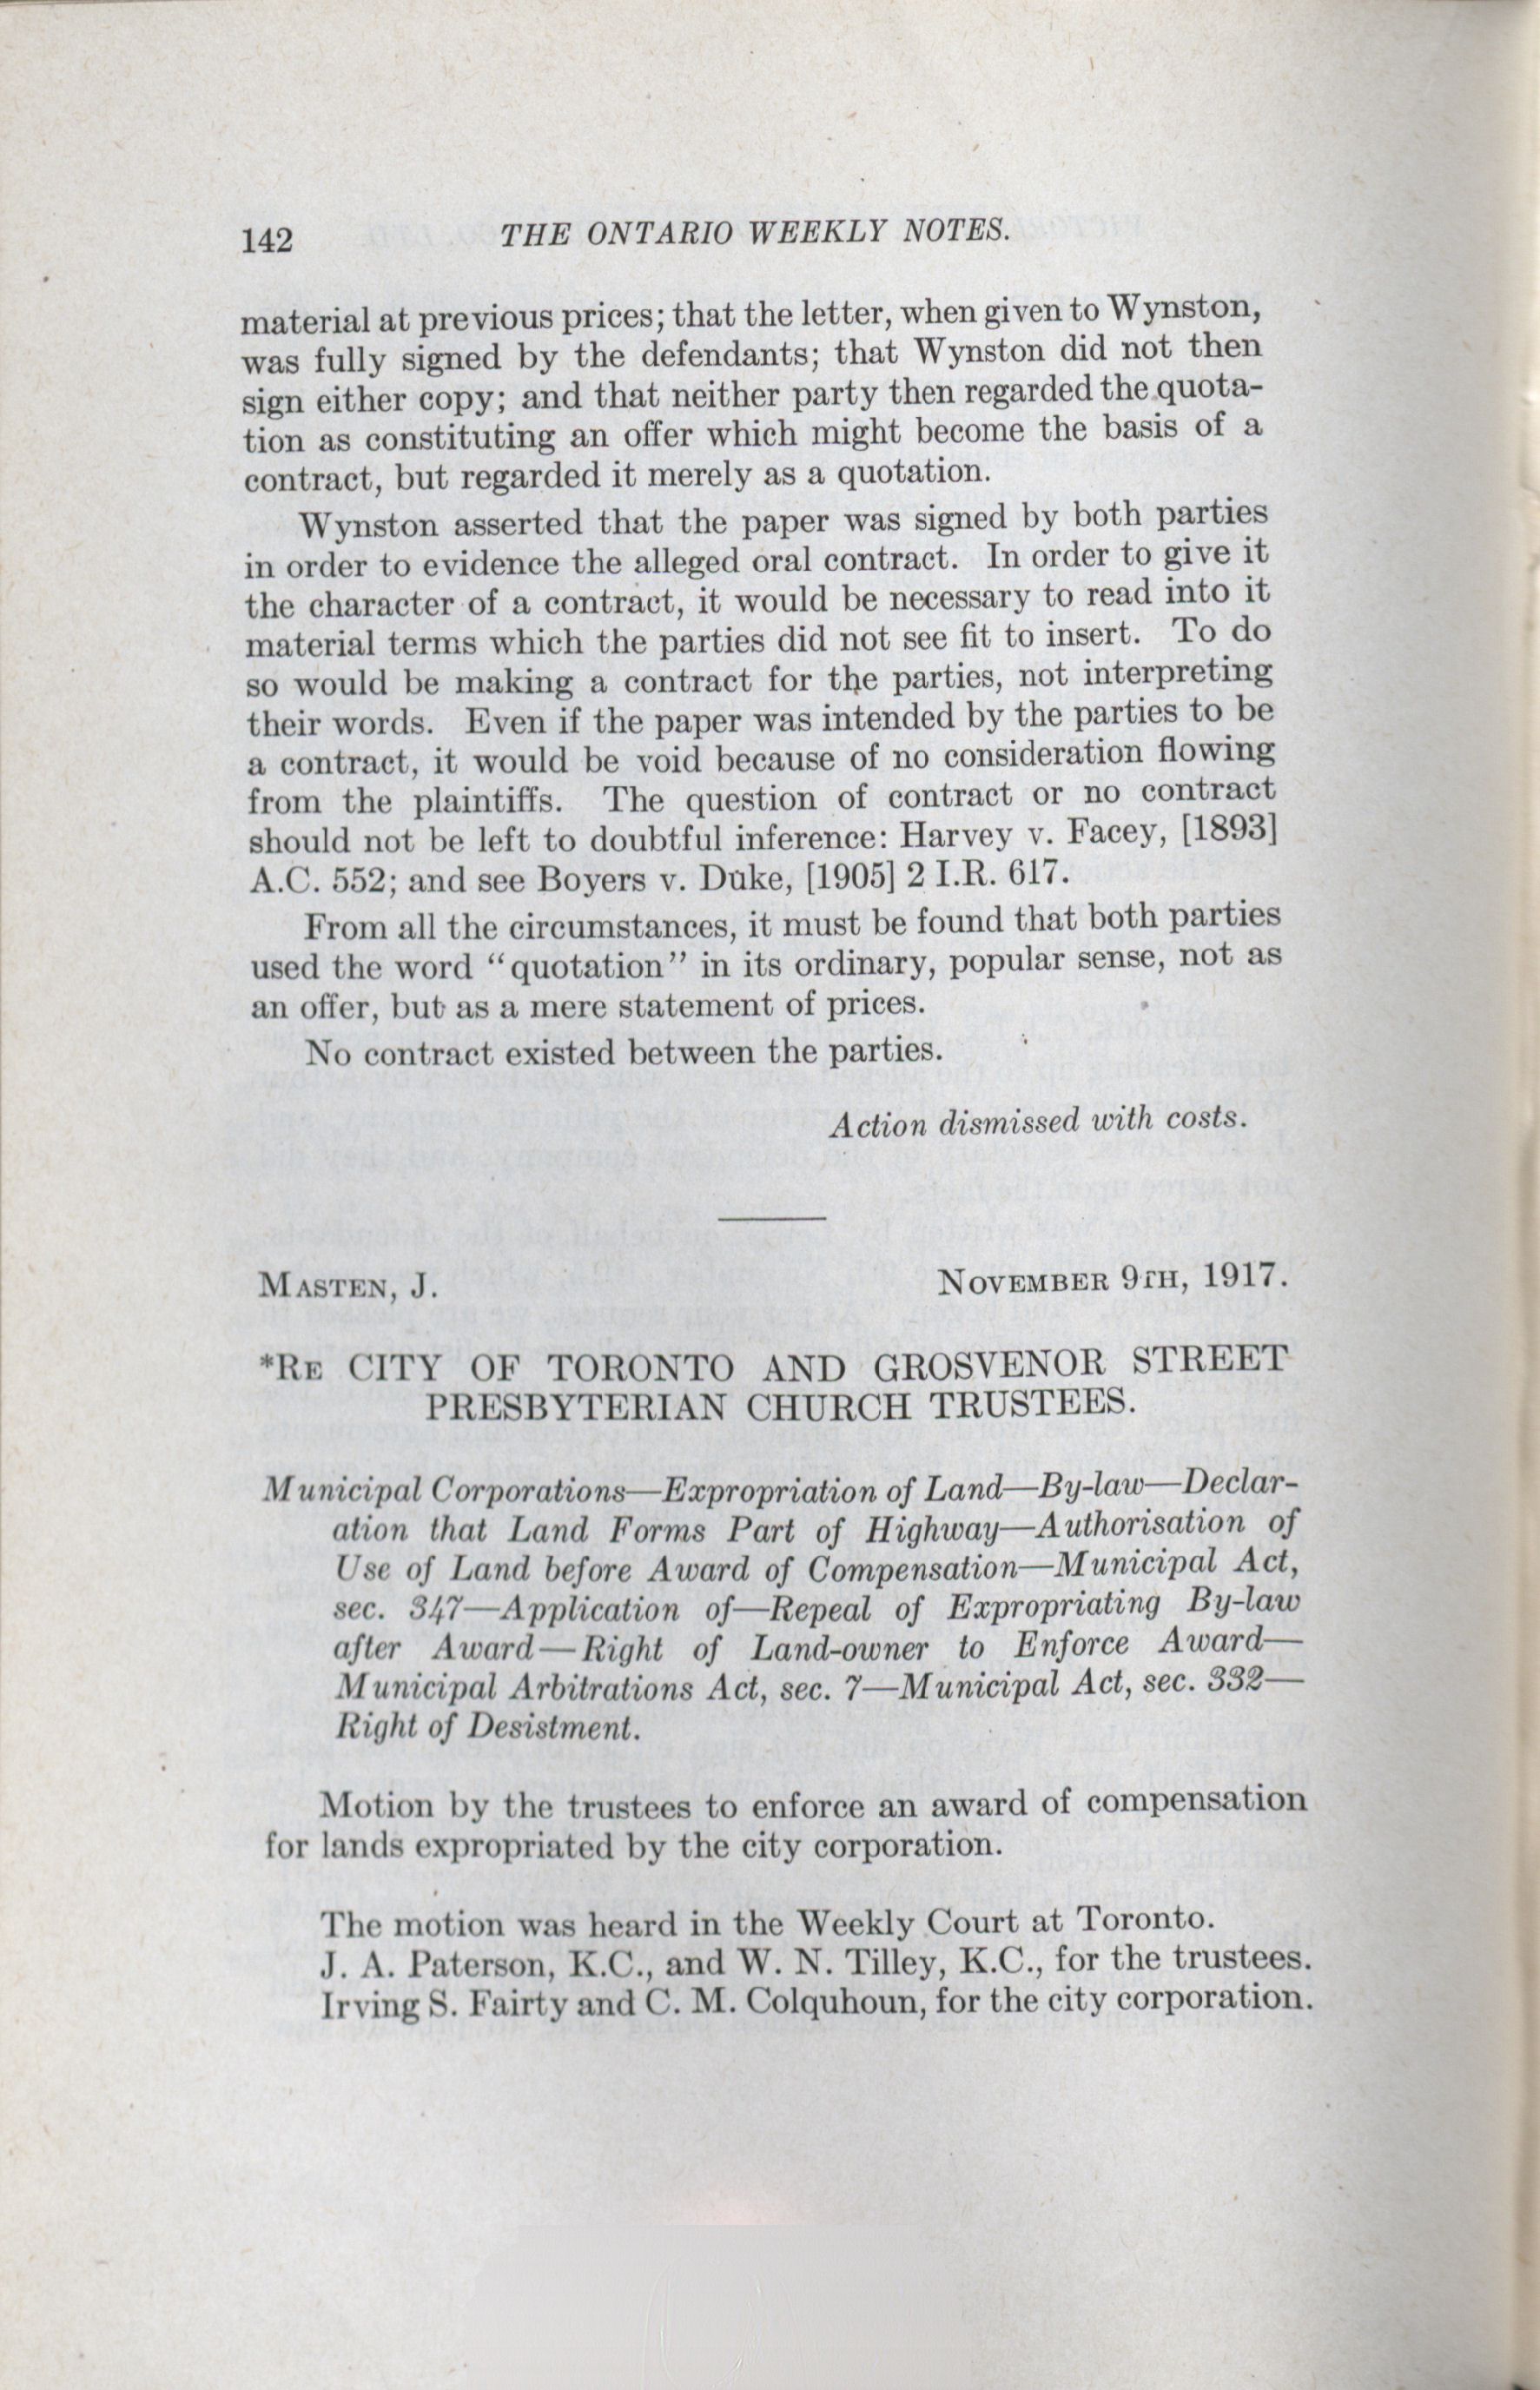 142 THE ONTARIO WEEKLY NOTES.
material at previous prices; that the letter, when given to Wynston,
was fully signed by the defendants; that Wynston did not then
sign either copy; and that neither party then regarded the quota-
tion as constituting an offer which might become the basis of a
contract, but regarded it merely as a quotation.
Wynston asserted that the paper was signed by both parties
in order to evidence the alleged oral contract. In order to give it
the character of a contract, it would be necessary to read into it
material terms which the parties did not see fit to insert. To do
so would be making a contract for the parties, not interpreting
their words. Even if the paper was intended by the parties to be
a contract, it would be void because of no consideration flowing
from the plaintiffs. The question of contract or no contract
should not be left to doubtful inference: Harvey v. Facey, [1893]
A.C. 552; and see Boyers v. Duke, [1905] 2 I.R. 617.
From all the circumstances, it must be found that both parties
used the word “quotation” in its ordinary, popular sense, not as
an offer, but as a mere statement of prices.
No contract existed between the parties.
Action dismissed with costs.
MASTEN, J. NOVEMBER 9TH, 1917.
*RE CITY OF TORONTO AND GROSVENOR STREET
PRESBYTERIAN CHURCH TRUSTEES.
Municipal Corporations—Expropriation of Land—By-law—Declar-
ation that Land Forms Part of Highway—Authorisation of
Use of Land before Award of Compensation—Municipal Act,
sec. 347—Application of—Repeal of Expropriating By-law
after Award—Right of Land-owner to Enforce Award—
Municipal Arbitrations Act, sec. 7—Municipal Act, sec. 332—
Right of Desistment.
Motion by the trustees to enforce an award of compensation
for lands expropriated by the city corporation.
The motion was heard in the Weekly Court at Toronto.
J. A. Paterson, K.C., and W. N. Tilley, K.C., for the trustees.
Irving S. Fairty and C. M. Colquhoun, for the city corporation.